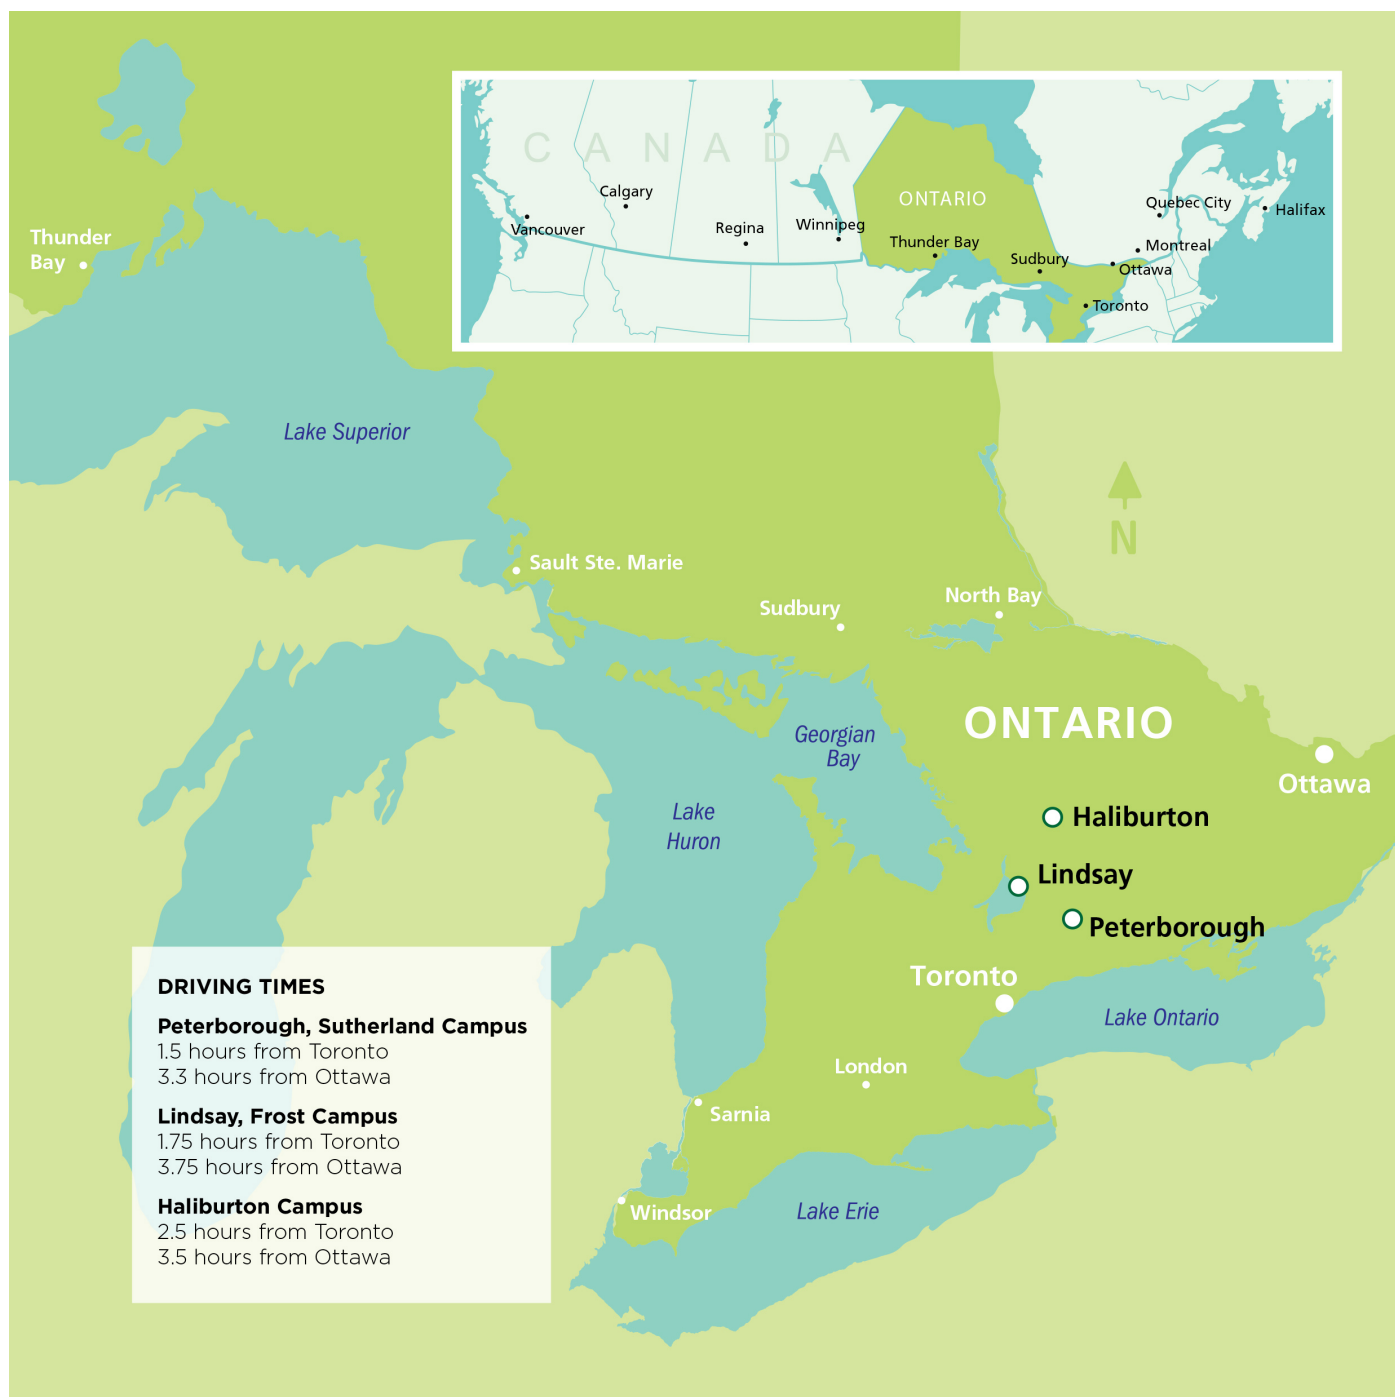 CANADA
Calgary
Vancouver
Regina
Winnipeg
ONTARIO
Thunder Bay
Sudbury
Quebec City
Halifax
Montreal
Ottawa
Toronto
Thunder
Bay
Lake Superior
N
Sault Ste. Marie
Sudbury
North Bay
ONTARIO
Georgian
Bay
Ottawa
Lake
Huron
Haliburton
Lindsay
Peterborough
Toronto
Lake Ontario
London
Sarnia
Windsor
Lake Erie
DRIVING TIMES
Peterborough, Sutherland Campus
1.5 hours from Toronto
3.3 hours from Ottawa
Lindsay, Frost Campus
1.75 hours from Toronto
3.75 hours from Ottawa
Haliburton Campus
2.5 hours from Toronto
3.5 hours from Ottawa